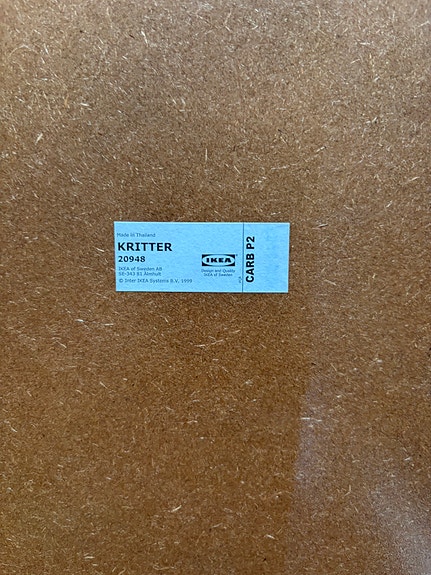 Made in Thailand
KRITTER
20948
IKEA of Sweden AB
SE-343 81 Älmhult
© Inter IKEA Systems B.V. 1999
IKEA
Design and Quality
IKEA of Sweden
CARB P2